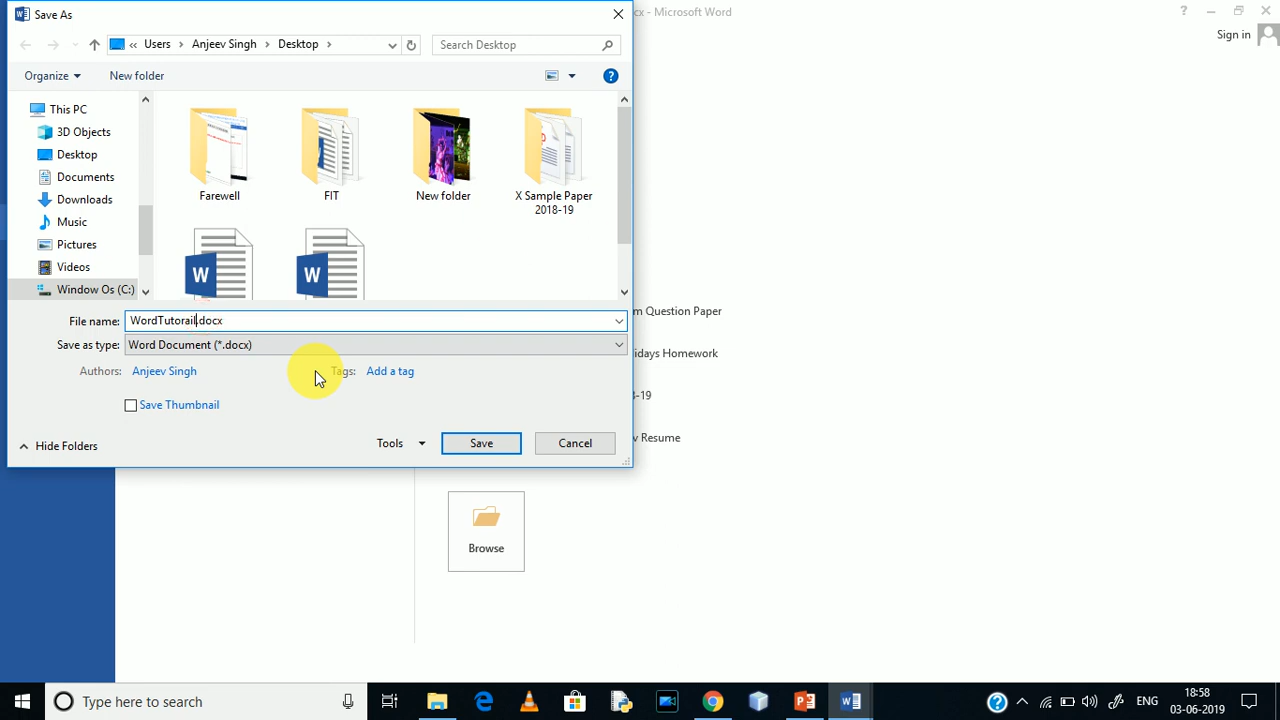 Save As
cx - Microsoft Word
Sign in
Users
Anjeev Singh
Desktop
Search Desktop
Organize
New folder
This PC
3D Objects
Desktop
Documents
Downloads
Music
Pictures
Videos
Window Os (C:)
Farewell
FIT
New folder
X Sample Paper
2018-19
File name:
WordTutorail.docx
Save as type:
Word Document (*.docx)
Authors:
Anjeev Singh
Tags:
Add a tag
Save Thumbnail
Hide Folders
Tools
Save
Cancel
m Question Paper
idays Homework
-19
v Resume
Browse
Type here to search
ENG
18:58
03-06-2019